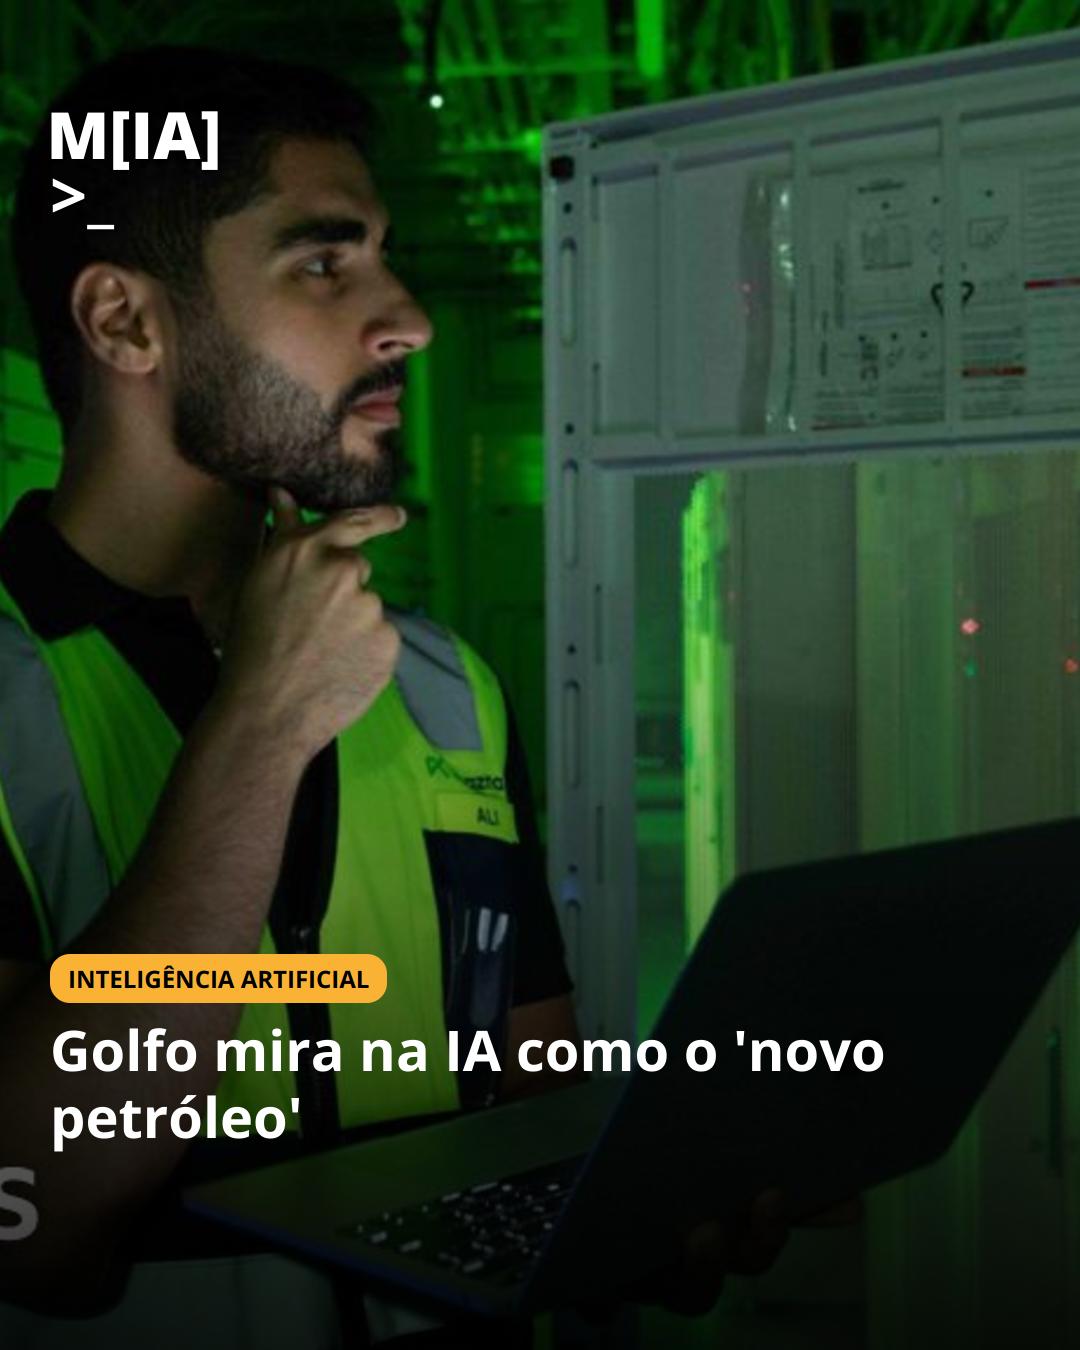 M[IA]
>_
ALI
INTELIGÊNCIA ARTIFICIAL
Golfo mira na IA como o 'novo
petróleo'
S